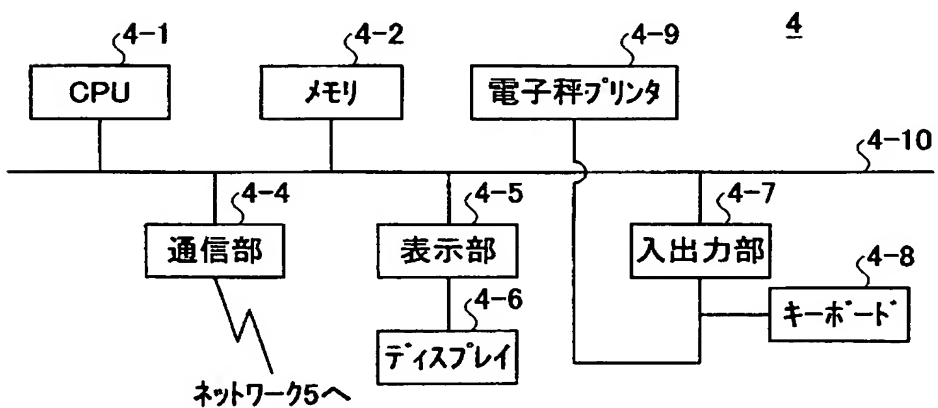 4
4-1
CPU
4-2
メモリ
4-9
電子秤プリンタ
4-10
4-4
通信部
4-5
表示部
4-7
入出力部
4-6
ディスプレイ
4-8
キーボード
ネットワーク5へ